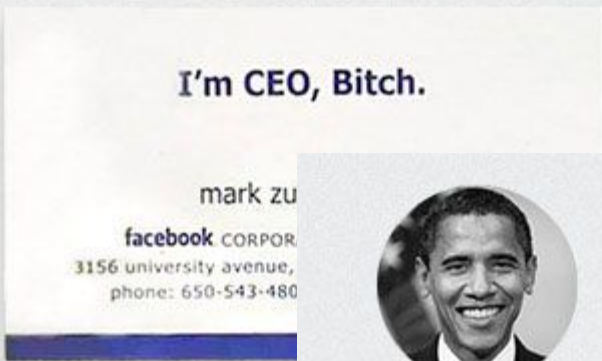 I'm CEO, Bitch.
mark zu
facebook CORPOR
3156 university avenue,
phone: 650-543-480